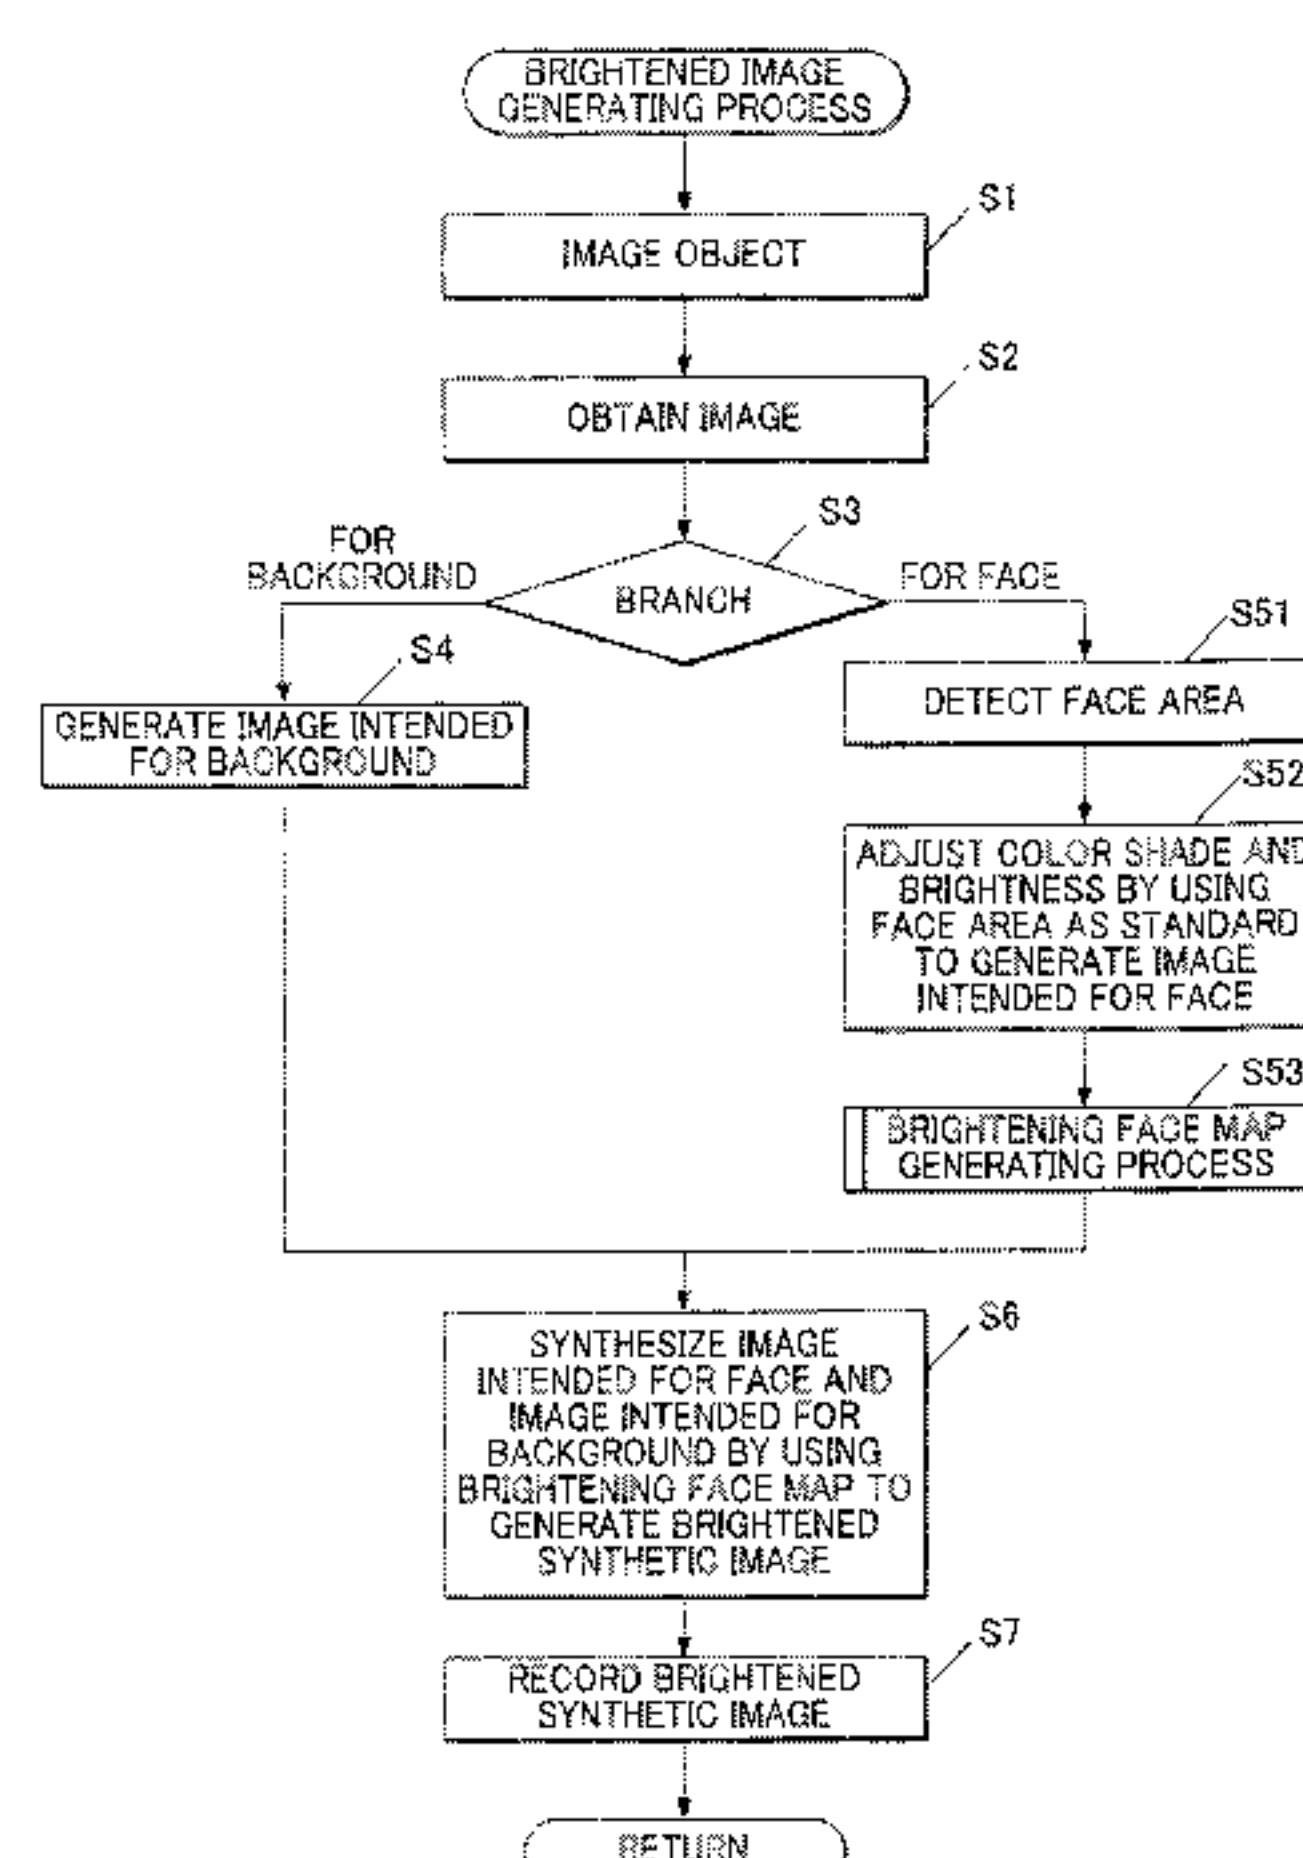 BRIGHTENED IMAGE
GENERATING PROCESS
S1
IMAGE OBJECT
S2
OBTAIN IMAGE
S3
FOR
BACKGROUND
BRANCH
FOR FACE
S4
GENERATE IMAGE INTENDED
FOR BACKGROUND
S51
DETECT FACE AREA
S52
ADJUST COLOR SHADE AND
BRIGHTNESS BY USING
FACE AREA AS STANDARD
TO GENERATE IMAGE
INTENDED FOR FACE
S53
BRIGHTENING FACE MAP
GENERATING PROCESS
S6
SYNTHESIZE IMAGE
INTENDED FOR FACE AND
IMAGE INTENDED FOR
BACKGROUND BY USING
BRIGHTENING FACE MAP TO
GENERATE BRIGHTENED
SYNTHETIC IMAGE
S7
RECORD BRIGHTENED
SYNTHETIC IMAGE
RETURN